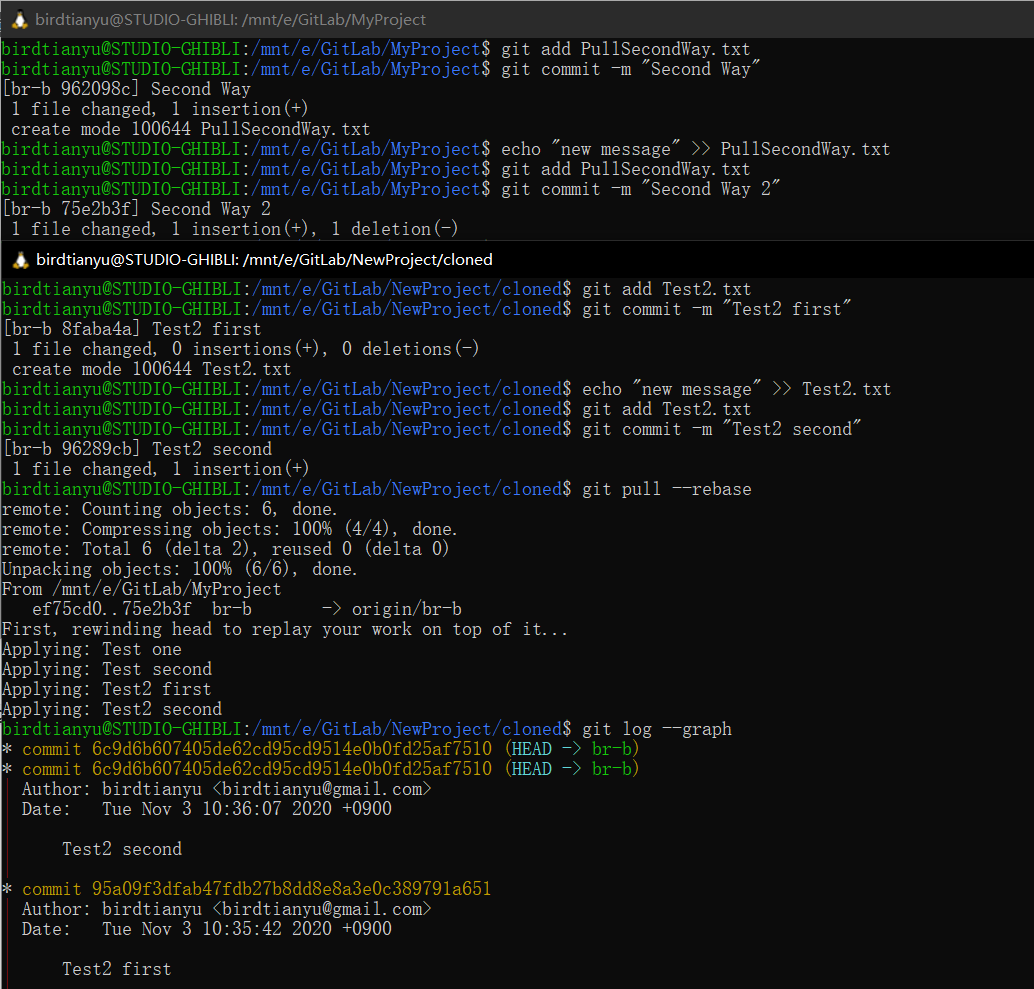 birdtianyu@STUDIO-GHIBLI: /mnt/e/GitLab/MyProject
birdtianyu@STUDIO-GHIBLI:/mnt/e/GitLab/MyProject$ git add PullSecondWay.txt
birdtianyu@STUDIO-GHIBLI:/mnt/e/GitLab/MyProject$ git commit -m "Second Way"
[br-b 962098c] Second Way
 1 file changed, 1 insertion(+)
 create mode 100644 PullSecondWay.txt
birdtianyu@STUDIO-GHIBLI:/mnt/e/GitLab/MyProject$ echo "new message" >> PullSecondWay.txt
birdtianyu@STUDIO-GHIBLI:/mnt/e/GitLab/MyProject$ git add PullSecondWay.txt
birdtianyu@STUDIO-GHIBLI:/mnt/e/GitLab/MyProject$ git commit -m "Second Way 2"
[br-b 75e2b3f] Second Way 2
 1 file changed, 1 insertion(+), 1 deletion(-)
birdtianyu@STUDIO-GHIBLI: /mnt/e/GitLab/NewProject/cloned
birdtianyu@STUDIO-GHIBLI:/mnt/e/GitLab/NewProject/cloned$ git add Test2.txt
birdtianyu@STUDIO-GHIBLI:/mnt/e/GitLab/NewProject/cloned$ git commit -m "Test2 first"
[br-b 8faba4a] Test2 first
 1 file changed, 0 insertions(+), 0 deletions(-)
 create mode 100644 Test2.txt
birdtianyu@STUDIO-GHIBLI:/mnt/e/GitLab/NewProject/cloned$ echo "new message" >> Test2.txt
birdtianyu@STUDIO-GHIBLI:/mnt/e/GitLab/NewProject/cloned$ git add Test2.txt
birdtianyu@STUDIO-GHIBLI:/mnt/e/GitLab/NewProject/cloned$ git commit -m "Test2 second"
[br-b 96289cb] Test2 second
 1 file changed, 1 insertion(+)
birdtianyu@STUDIO-GHIBLI:/mnt/e/GitLab/NewProject/cloned$ git pull --rebase
remote: Counting objects: 6, done.
remote: Compressing objects: 100% (4/4), done.
remote: Total 6 (delta 2), reused 0 (delta 0)
Unpacking objects: 100% (6/6), done.
From /mnt/e/GitLab/MyProject
   ef75cd0..75e2b3f  br-b       -> origin/br-b
First, rewinding head to replay your work on top of it...
Applying: Test one
Applying: Test second
Applying: Test2 first
Applying: Test2 second
birdtianyu@STUDIO-GHIBLI:/mnt/e/GitLab/NewProject/cloned$ git log --graph
* commit 6c9d6b607405de62cd95cd9514e0b0fd25af7510 (HEAD -> br-b)
* commit 6c9d6b607405de62cd95cd9514e0b0fd25af7510 (HEAD -> br-b)
| Author: birdtianyu <birdtianyu@gmail.com>
| Date:   Tue Nov 3 10:36:07 2020 +0900
|
|     Test2 second
|
* commit 95a09f3dfab47fdb27b8dd8e8a3e0c389791a651
| Author: birdtianyu <birdtianyu@gmail.com>
| Date:   Tue Nov 3 10:35:42 2020 +0900
|
|     Test2 first